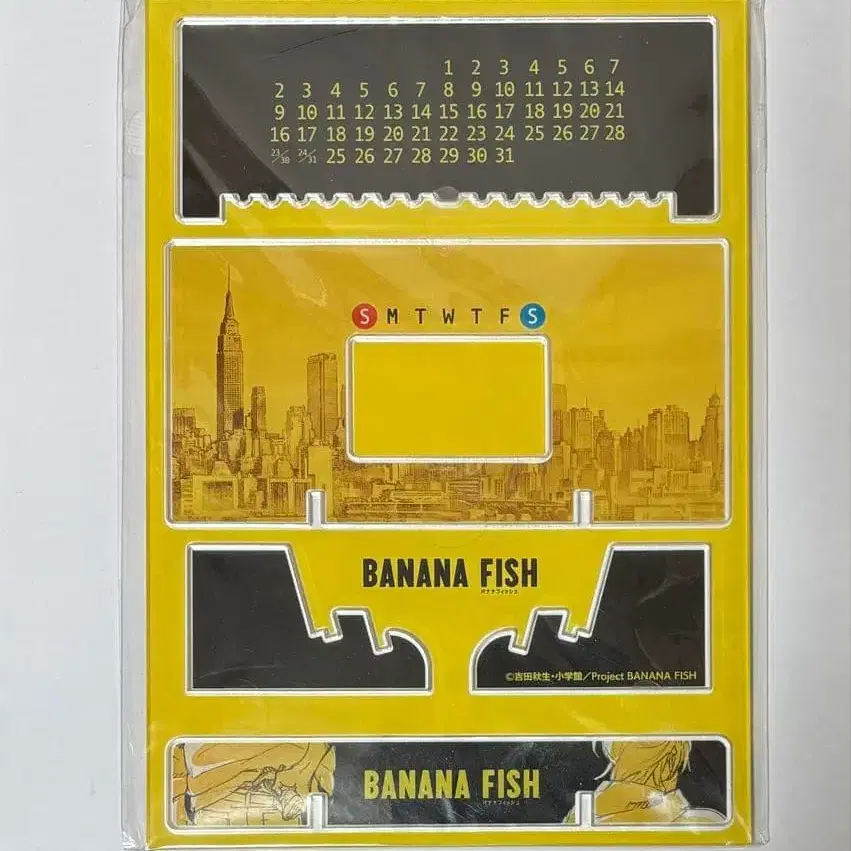 1 2 3 4 5 6 7
2 3 4 5 6 7 8 9 10 11 12 13 14
9 10 11 12 13 14 15 16 17 18 19 20 21
16 17 18 19 20 21 22 23 24 25 26 27 28
23/30 24/31 25 26 27 28 29 30 31
S M T W T F S
BANANA FISH
バナナフィッシュ
©吉田秋生・小学館／Project BANANA FISH
BANANA FISH
バナナフィッシュ